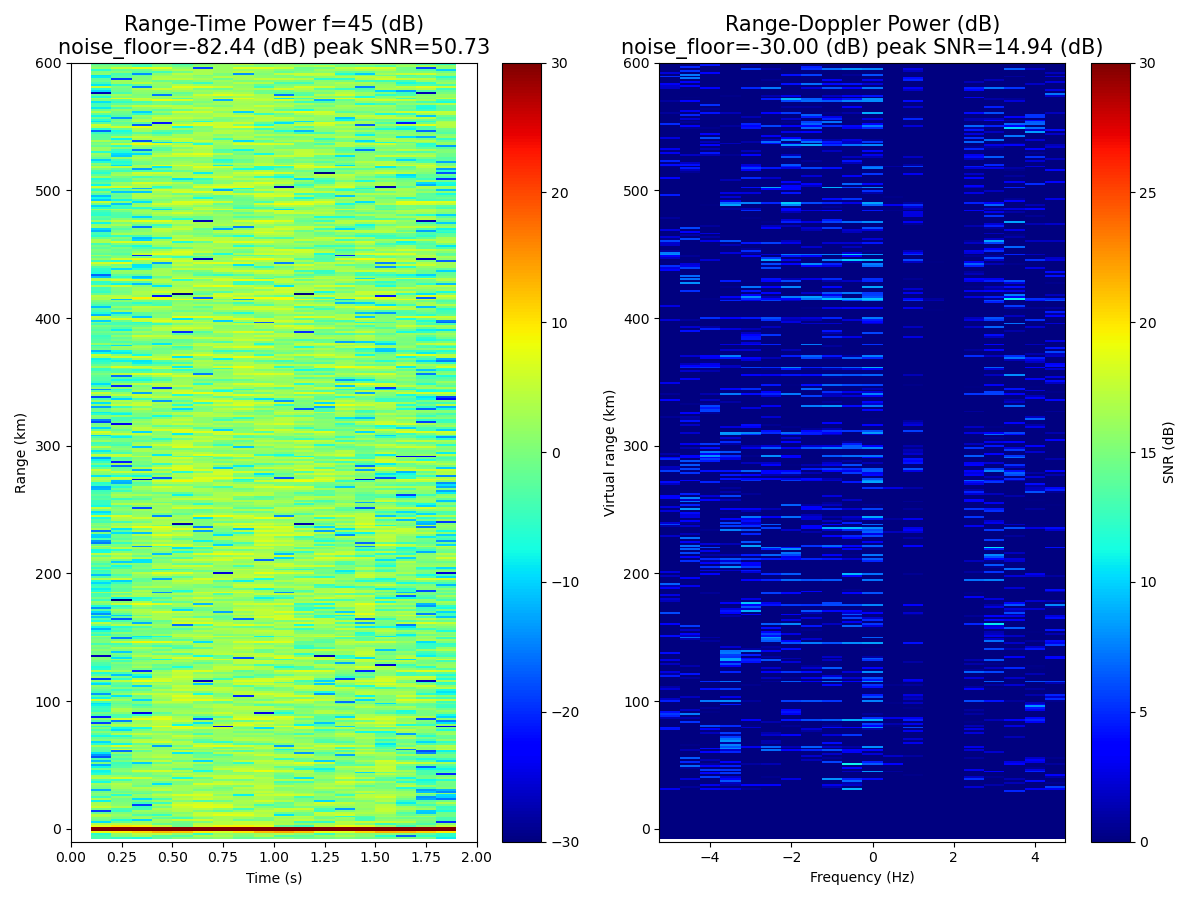 Range-Time Power f=45 (dB)
noise_floor=-82.44 (dB) peak SNR=50.73
Range (km)
600
500
400
300
200
100
0
0.00 0.25 0.50 0.75 1.00 1.25 1.50 1.75 2.00
Time (s)
30
20
10
0
−10
−20
−30
Range-Doppler Power (dB)
noise_floor=-30.00 (dB) peak SNR=14.94 (dB)
Virtual range (km)
600
500
400
300
200
100
0
−4 −2 0 2 4
Frequency (Hz)
30
25
20
15
10
5
0
SNR (dB)